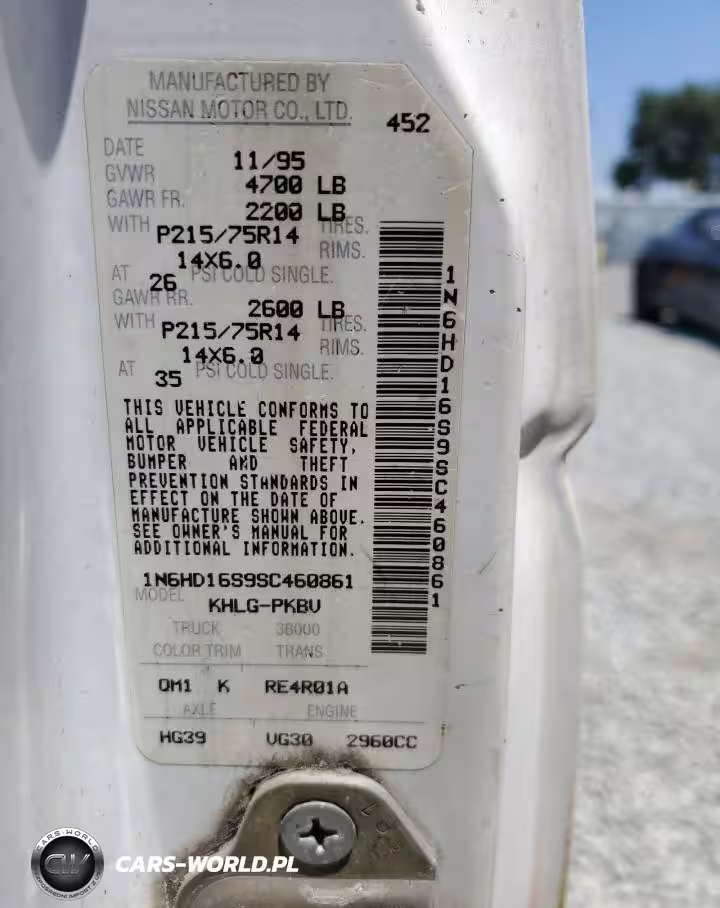 MANUFACTURED BY
NISSAN MOTOR CO., LTD.
452
DATE 11/95
GVWR 4700 LB
GAWR FR. 2200 LB
WITH P215/75R14 TIRES.
14X6.0 RIMS.
AT 26 PSI COLD SINGLE.
GAWR RR. 2600 LB
WITH P215/75R14 TIRES.
14X6.0 RIMS.
AT 35 PSI COLD SINGLE.
THIS VEHICLE CONFORMS TO
ALL APPLICABLE FEDERAL
MOTOR VEHICLE SAFETY,
BUMPER AND THEFT
PREVENTION STANDARDS IN
EFFECT ON THE DATE OF
MANUFACTURE SHOWN ABOVE.
SEE OWNER'S MANUAL FOR
ADDITIONAL INFORMATION.
1N6HD16S9SC460861
MODEL
KHLG-PKBV
TRUCK 38000
COLOR TRIM TRANS
QM1 K RE4R01A
AXLE ENGINE
HG39 VG30 2960CC
1N6HD16S9SC460861
CARS-WORLD
CW
CARS-WORLD.PL